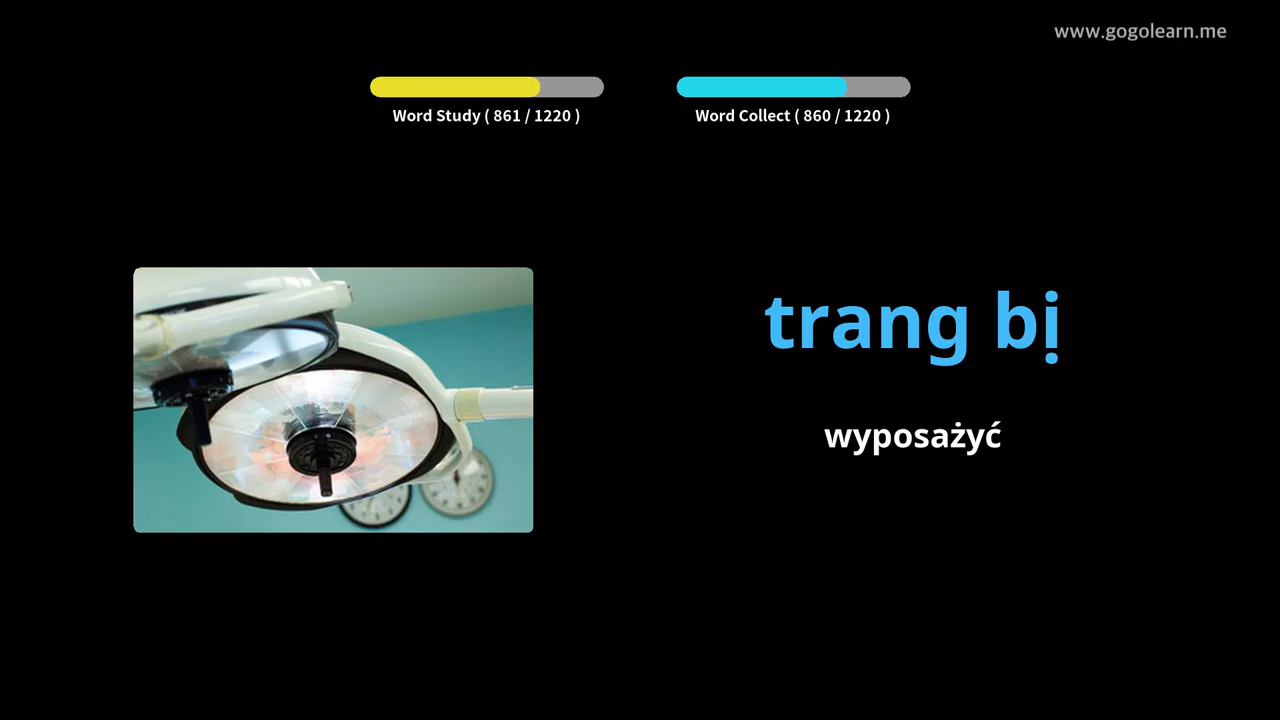 www.gogolearn.me
Word Study ( 861 / 1220 )
Word Collect ( 860 / 1220 )
trang bị
wyposażyć